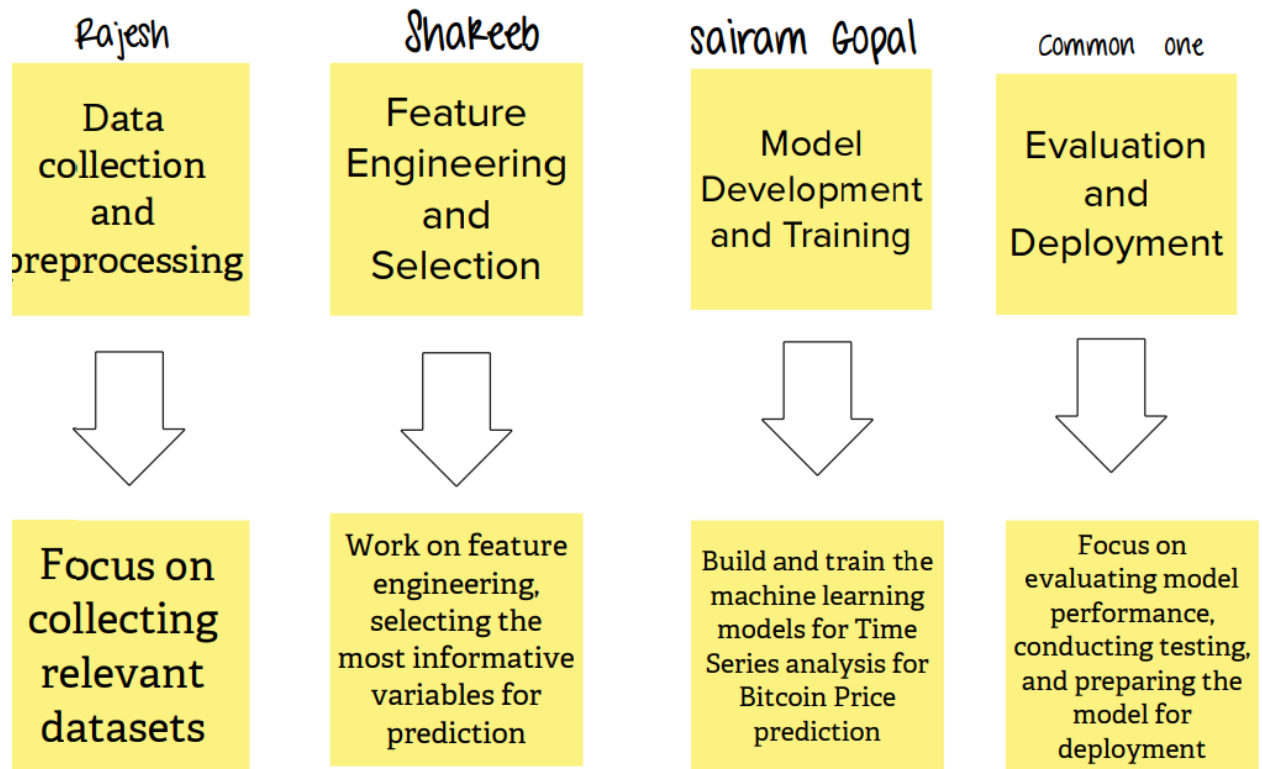 Rajesh
Data
collection
and
preprocessing
Focus on
collecting
relevant
datasets
Shakeeb
Feature
Engineering
and
Selection
Work on feature
engineering,
selecting the
most informative
variables for
prediction
sairam Gopal
Model
Development
and Training
Build and train the
machine learning
models for Time
Series analysis for
Bitcoin Price
prediction
Common one
Evaluation
and
Deployment
Focus on
evaluating model
performance,
conducting testing,
and preparing the
model for
deployment